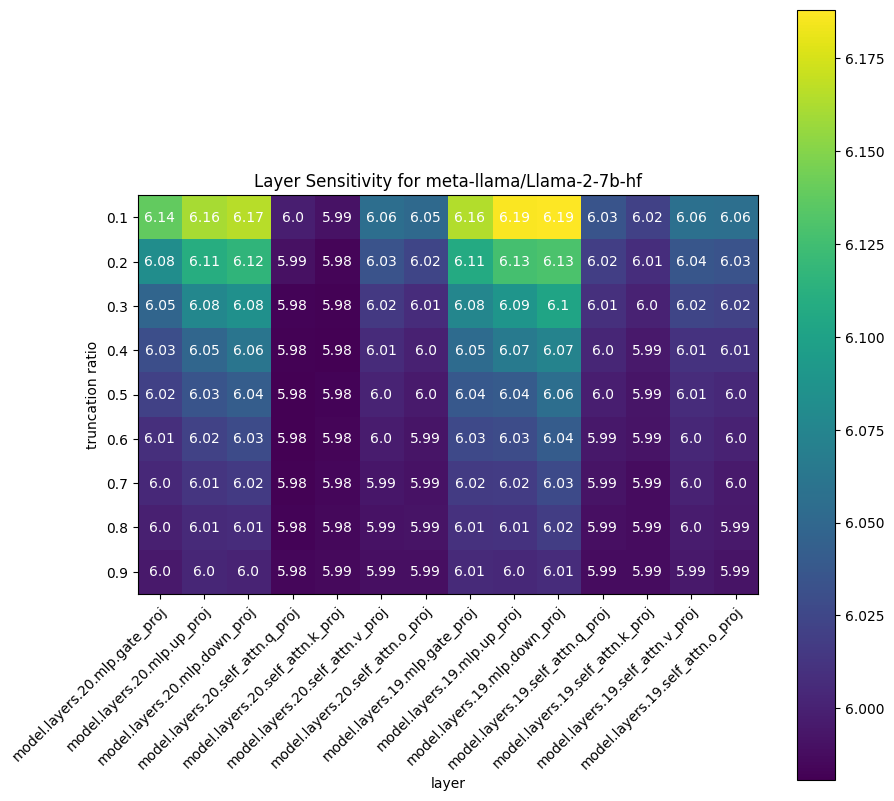 Layer Sensitivity for meta-llama/Llama-2-7b-hf
truncation ratio
0.1 6.14 6.16 6.17 6.0 5.99 6.06 6.05 6.16 6.19 6.19 6.03 6.02 6.06 6.06
0.2 6.08 6.11 6.12 5.99 5.98 6.03 6.02 6.11 6.13 6.13 6.02 6.01 6.04 6.03
0.3 6.05 6.08 6.08 5.98 5.98 6.02 6.01 6.08 6.09 6.1 6.01 6.0 6.02 6.02
0.4 6.03 6.05 6.06 5.98 5.98 6.01 6.0 6.05 6.07 6.07 6.0 5.99 6.01 6.01
0.5 6.02 6.03 6.04 5.98 5.98 6.0 6.0 6.04 6.04 6.06 6.0 5.99 6.01 6.0
0.6 6.01 6.02 6.03 5.98 5.98 6.0 5.99 6.03 6.03 6.04 5.99 5.99 6.0 6.0
0.7 6.0 6.01 6.02 5.98 5.98 5.99 5.99 6.02 6.02 6.03 5.99 5.99 6.0 6.0
0.8 6.0 6.01 6.01 5.98 5.98 5.99 5.99 6.01 6.01 6.02 5.99 5.99 6.0 5.99
0.9 6.0 6.0 6.0 5.98 5.99 5.99 5.99 6.01 6.0 6.01 5.99 5.99 5.99 5.99
model.layers.20.mlp.gate_proj
model.layers.20.mlp.up_proj
model.layers.20.mlp.down_proj
model.layers.20.self_attn.q_proj
model.layers.20.self_attn.k_proj
model.layers.20.self_attn.v_proj
model.layers.20.self_attn.o_proj
model.layers.19.mlp.gate_proj
model.layers.19.mlp.up_proj
model.layers.19.mlp.down_proj
model.layers.19.self_attn.q_proj
model.layers.19.self_attn.k_proj
model.layers.19.self_attn.v_proj
model.layers.19.self_attn.o_proj
layer
6.175
6.150
6.125
6.100
6.075
6.050
6.025
6.000